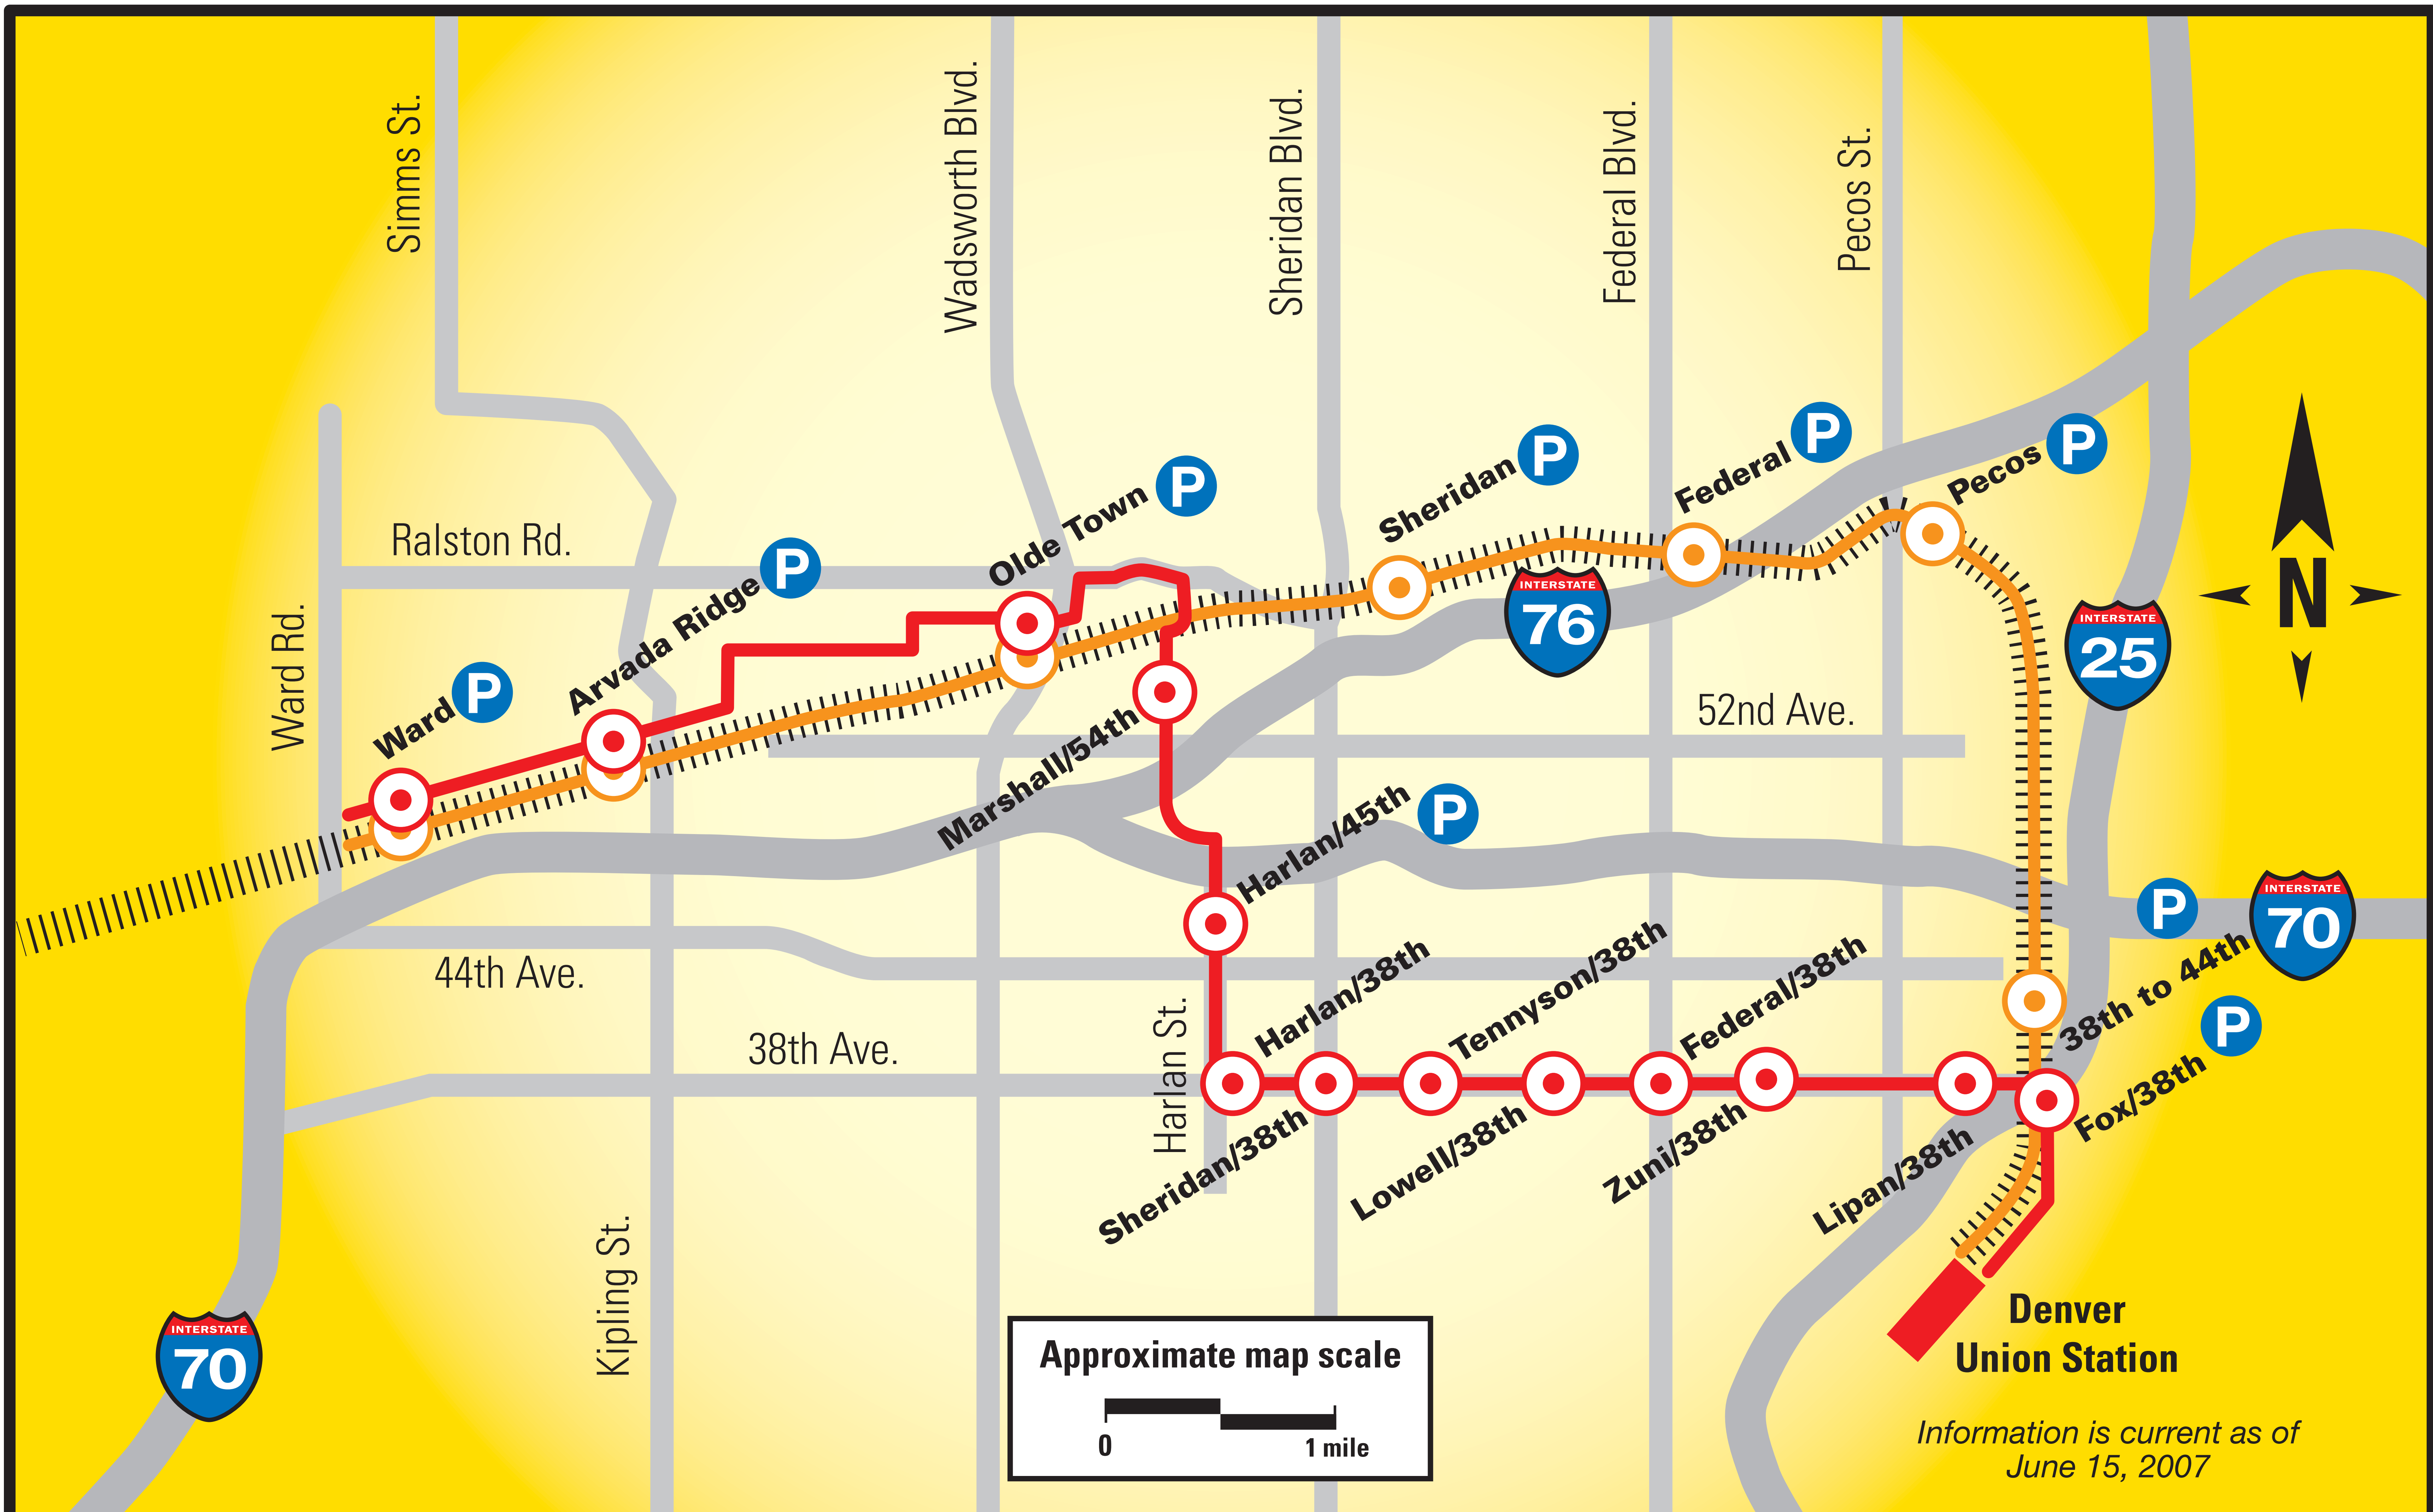 Simms St.
Wadsworth Blvd.
Sheridan Blvd.
Federal Blvd.
Pecos St.
Ralston Rd.
Ward Rd.
Ward P
Arvada Ridge P
Olde Town P
Sheridan P
Federal P
Pecos P
INTERSTATE
76
INTERSTATE
25
N
52nd Ave.
Marshall/54th
Harlan/45th P
44th Ave.
38th Ave.
Harlan St.
Harlan/38th
Tennyson/38th
Federal/38th
38th to 44th
P
INTERSTATE
70
Fox/38th P
Sheridan/38th
Lowell/38th
Zuni/38th
Lipan/38th
Kipling St.
INTERSTATE
70
Denver
Union Station
Approximate map scale
0 1 mile
Information is current as of
June 15, 2007